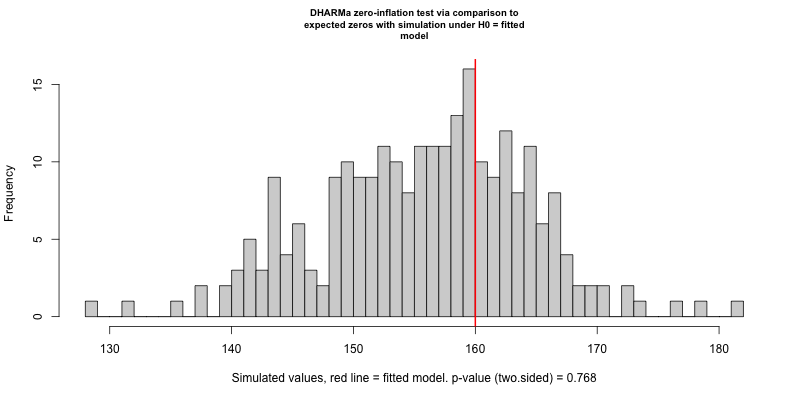 DHARMa zero-inflation test via comparison to
expected zeros with simulation under H0 = fitted
model
Frequency
15
10
5
0
130 140 150 160 170 180
Simulated values, red line = fitted model. p-value (two.sided) = 0.768